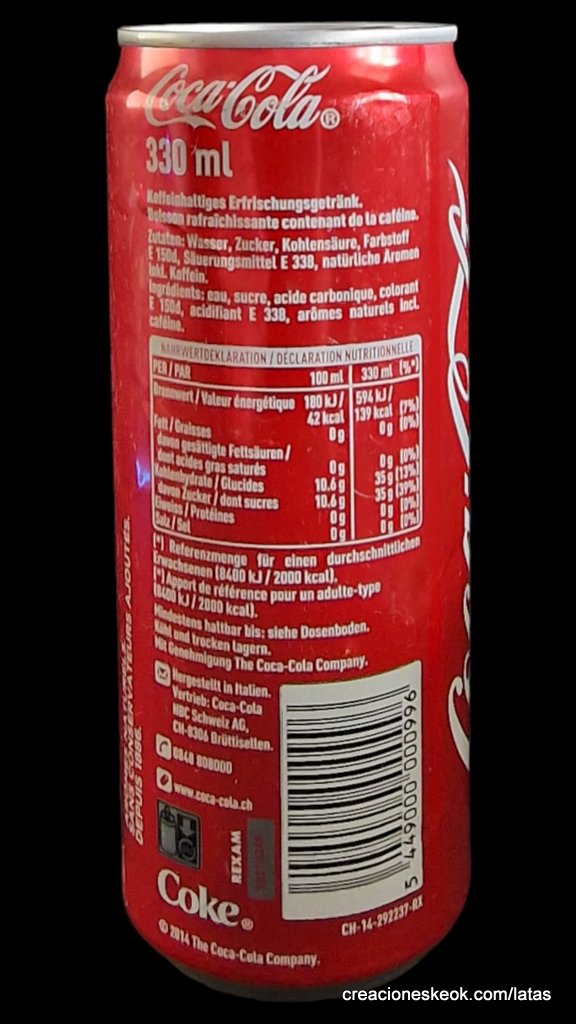 Coca-Cola®
330 ml
Koffeinhaltiges Erfrischungsgetränk.
Boisson rafraîchissante contenant de la caféine.
Zutaten: Wasser, Zucker, Kohlensäure, Farbstoff
E 150d, Säuerungsmittel E 338, natürliche Aromen
inkl. Koffein.
Ingrédients: eau, sucre, acide carbonique, colorant
E 150d, acidifiant E 338, arômes naturels incl.
caféine.
NÄHRWERTDEKLARATION / DÉCLARATION NUTRITIONNELLE
PER / PAR 100 ml 330 ml (%*)
Brennwert / Valeur énergétique 180 kJ / 594 kJ /
42 kcal 139 kcal (7%)
Fett / Graisses 0 g 0 g (0%)
davon gesättigte Fettsäuren /
dont acides gras saturés 0 g 0 g (0%)
Kohlenhydrate / Glucides 10.6 g 35 g (13%)
davon Zucker / dont sucres 10.6 g 35 g (39%)
Eiweiss / Protéines 0 g 0 g (0%)
Salz / Sel 0 g 0 g (0%)
(*) Referenzmenge für einen durchschnittlichen
Erwachsenen (8400 kJ / 2000 kcal).
(*) Apport de référence pour un adulte-type
(8400 kJ / 2000 kcal).
Mindestens haltbar bis: siehe Dosenboden.
Kühl und trocken lagern.
Mit Genehmigung The Coca-Cola Company.
Hergestellt in Italien.
Vertrieb: Coca-Cola
HBC Schweiz AG,
CH-8306 Brüttisellen.
0848 808000
www.coca-cola.ch
REXAM
5 449000 000996
CH-14-292237-RX
Coke®
© 2014 The Coca-Cola Company.
SANS CONSERVATEURS AJOUTÉS.
DEPUIS 1886.
Coca-Cola
creacioneskeok.com/latas